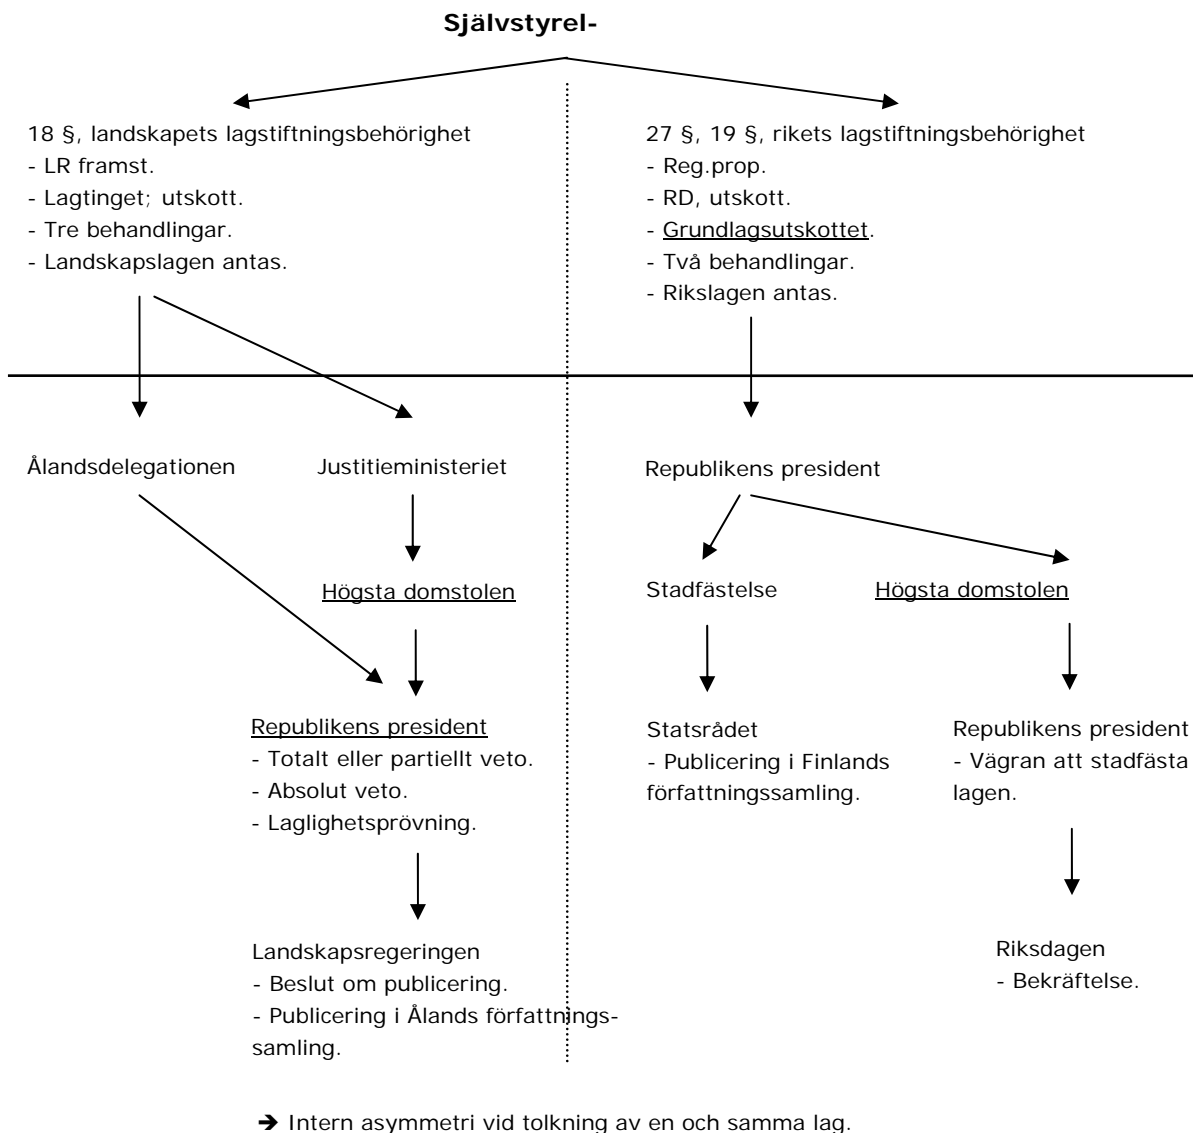 Självstyrel-
18 §, landskapets lagstiftningsbehörighet
- LR framst.
- Lagtinget; utskott.
- Tre behandlingar.
- Landskapslagen antas.
27 §, 19 §, rikets lagstiftningsbehörighet
- Reg.prop.
- RD, utskott.
- Grundlagsutskottet.
- Två behandlingar.
- Rikslagen antas.
Ålandsdelegationen
Justitieministeriet
Högsta domstolen
Republikens president
- Totalt eller partiellt veto.
- Absolut veto.
- Laglighetsprövning.
Landskapsregeringen
- Beslut om publicering.
- Publicering i Ålands författnings-
samling.
Republikens president
Stadfästelse
Högsta domstolen
Statsrådet
- Publicering i Finlands
författningssamling.
Republikens president
- Vägran att stadfästa
lagen.
Riksdagen
- Bekräftelse.
➔ Intern asymmetri vid tolkning av en och samma lag.